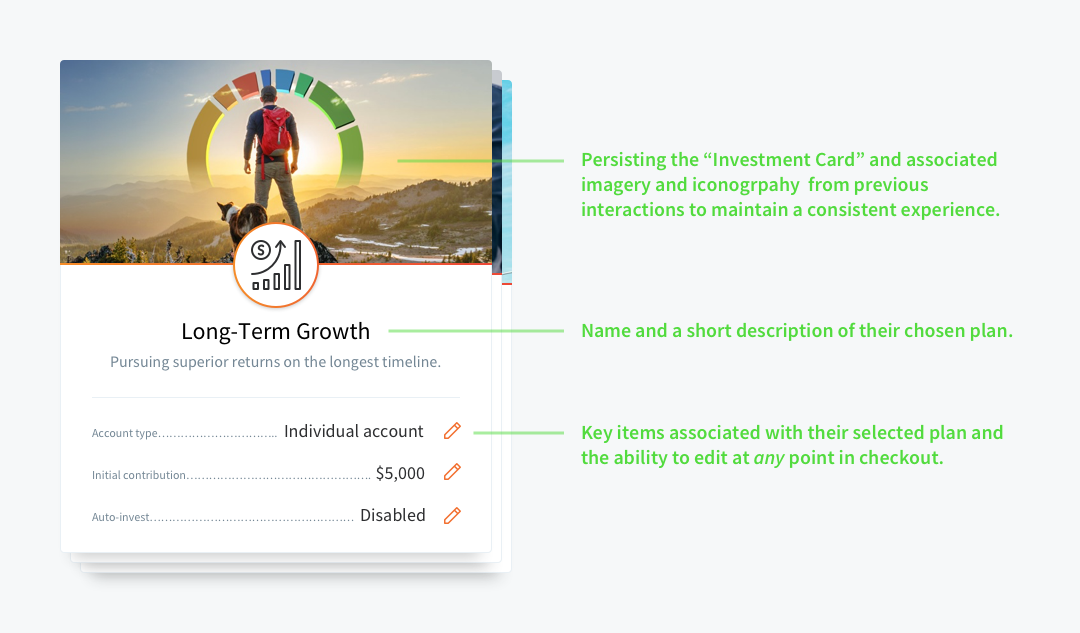 Persisting the “Investment Card” and associated
imagery and iconogrpahy  from previous
interactions to maintain a consistent experience.
S
Long-Term Growth
Name and a short description of their chosen plan.
Pursuing superior returns on the longest timeline.
Account type............................... Individual account
Key items associated with their selected plan and
the ability to edit at any point in checkout.
Initial contribution................................................ $5,000
Auto-invest..................................................... Disabled